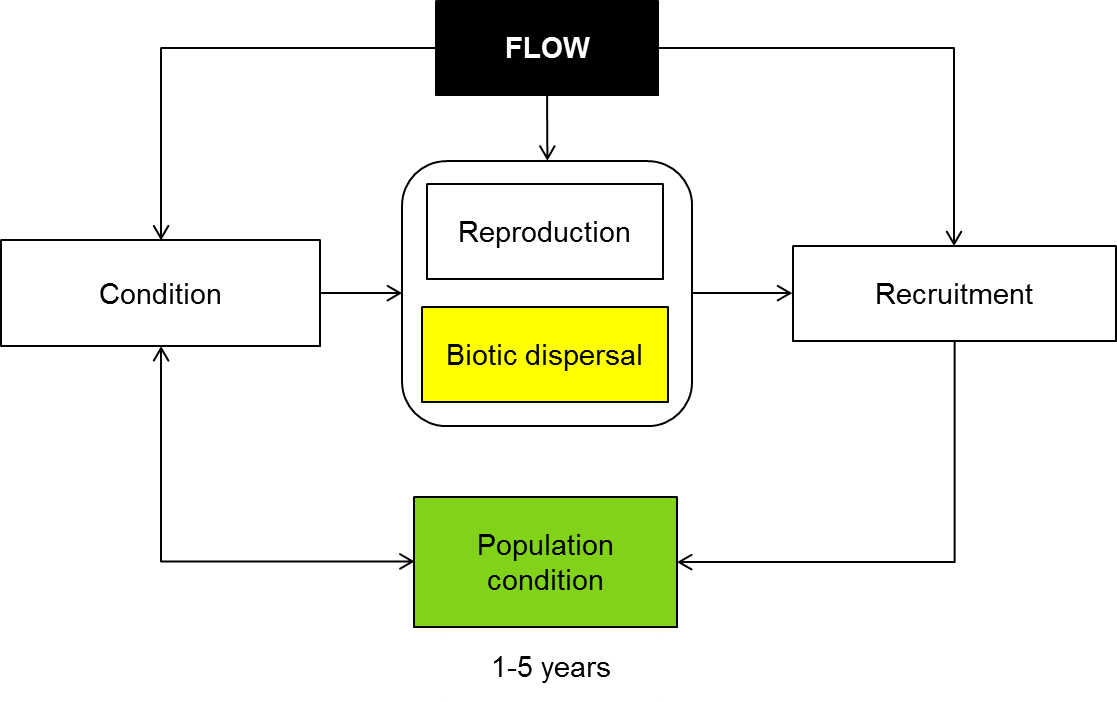 FLOW
Reproduction
Condition
Recruitment
Biotic dispersal
Population
condition
1-5 years